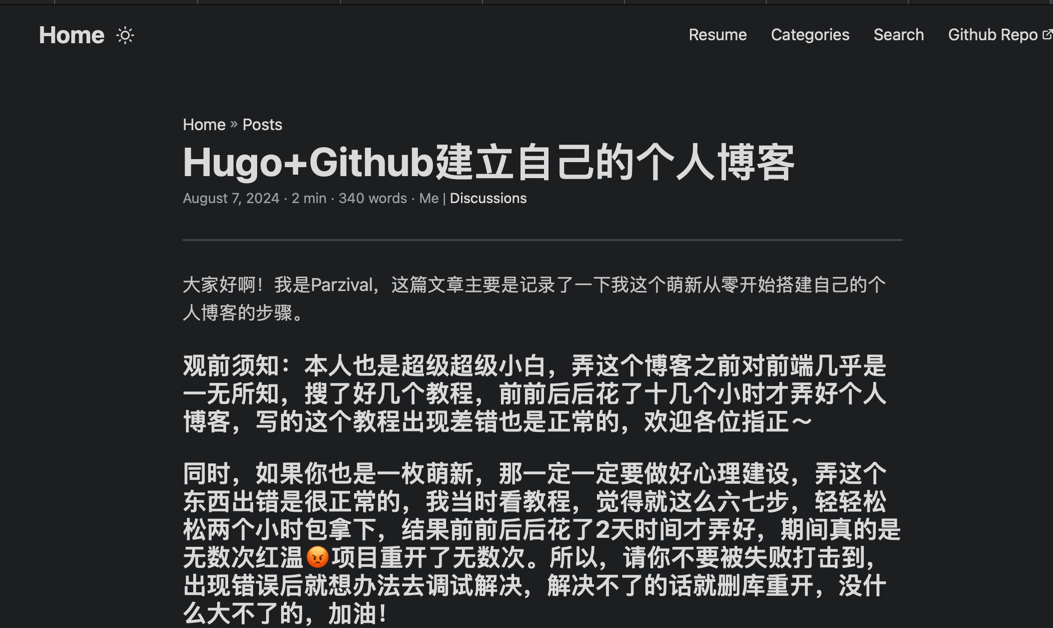 Home
Resume Categories Search Github Repo
Home » Posts
Hugo+Github建立自己的个人博客
August 7, 2024 · 2 min · 340 words · Me | Discussions
大家好啊！我是Parzival，这篇文章主要是记录了一下我这个萌新从零开始搭建自己的个
人博客的步骤。
观前须知：本人也是超级超级小白，弄这个博客之前对前端几乎是
一无所知，搜了好几个教程，前前后后花了十几个小时才弄好个人
博客，写的这个教程出现差错也是正常的，欢迎各位指正～
同时，如果你也是一枚萌新，那一定一定要做好心理建设，弄这个
东西出错是很正常的，我当时看教程，觉得就这么六七步，轻轻松
松两个小时包拿下，结果前前后后花了2天时间才弄好，期间真的是
无数次红温😡项目重开了无数次。所以，请你不要被失败打击到，
出现错误后就想办法去调试解决，解决不了的话就删库重开，没什
么大不了的，加油！